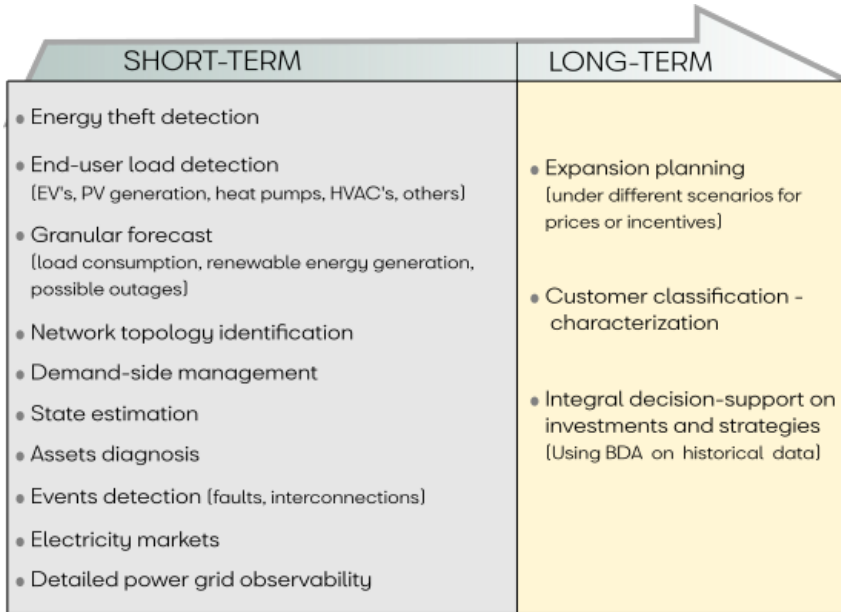 SHORT-TERM
• Energy theft detection
• End-user load detection
(EV's, PV generation, heat pumps, HVAC's, others)
• Granular forecast
(load consumption, renewable energy generation,
possible outages)
• Network topology identification
• Demand-side management
• State estimation
• Assets diagnosis
• Events detection (faults, interconnections)
• Electricity markets
• Detailed power grid observability
LONG-TERM
• Expansion planning
(under different scenarios for
prices or incentives)
• Customer classification -
characterization
• Integral decision-support on
investments and strategies
(Using BDA on historical data)